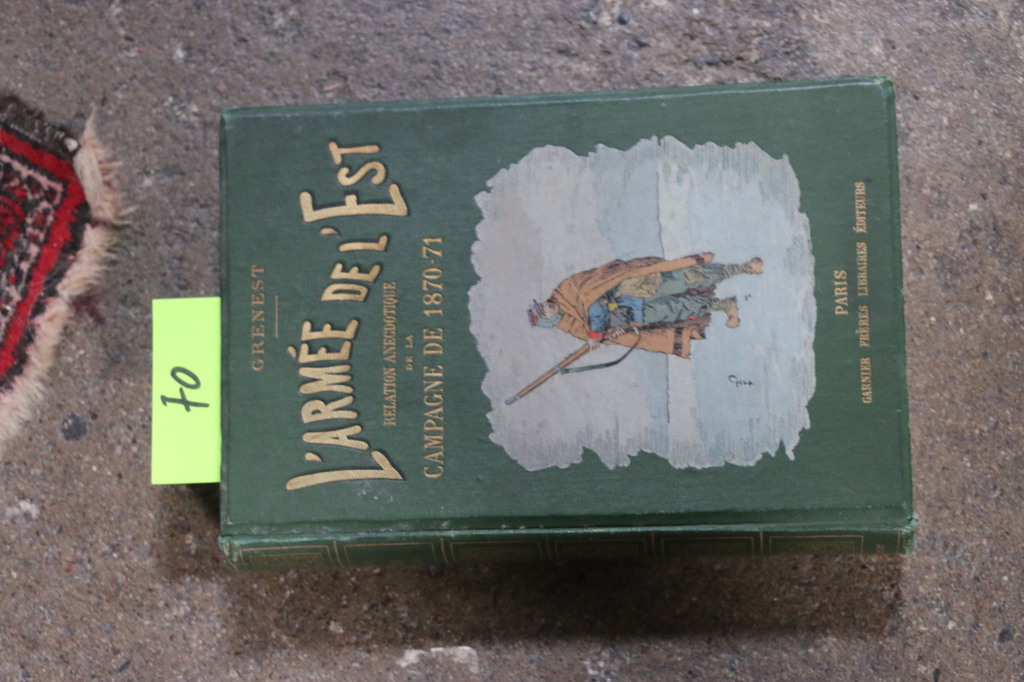 70
GRENEST
L'ARMÉE DE L'EST
RELATION ANECDOTIQUE
DE LA
CAMPAGNE DE 1870-71
PARIS
GARNIER FRÈRES LIBRAIRES ÉDITEURS